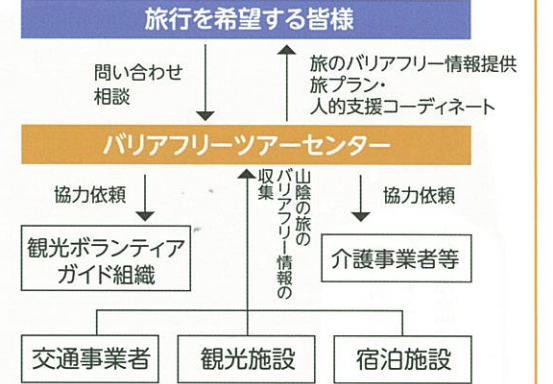 旅行を希望する皆様
問い合わせ
相談
旅のバリアフリー情報提供
旅プラン・
人的支援コーディネート
バリアフリーツアーセンター
協力依頼
山陰の旅の
バリアフリー情報の
収集
協力依頼
観光ボランティア
ガイド組織
介護事業者等
交通事業者
観光施設
宿泊施設